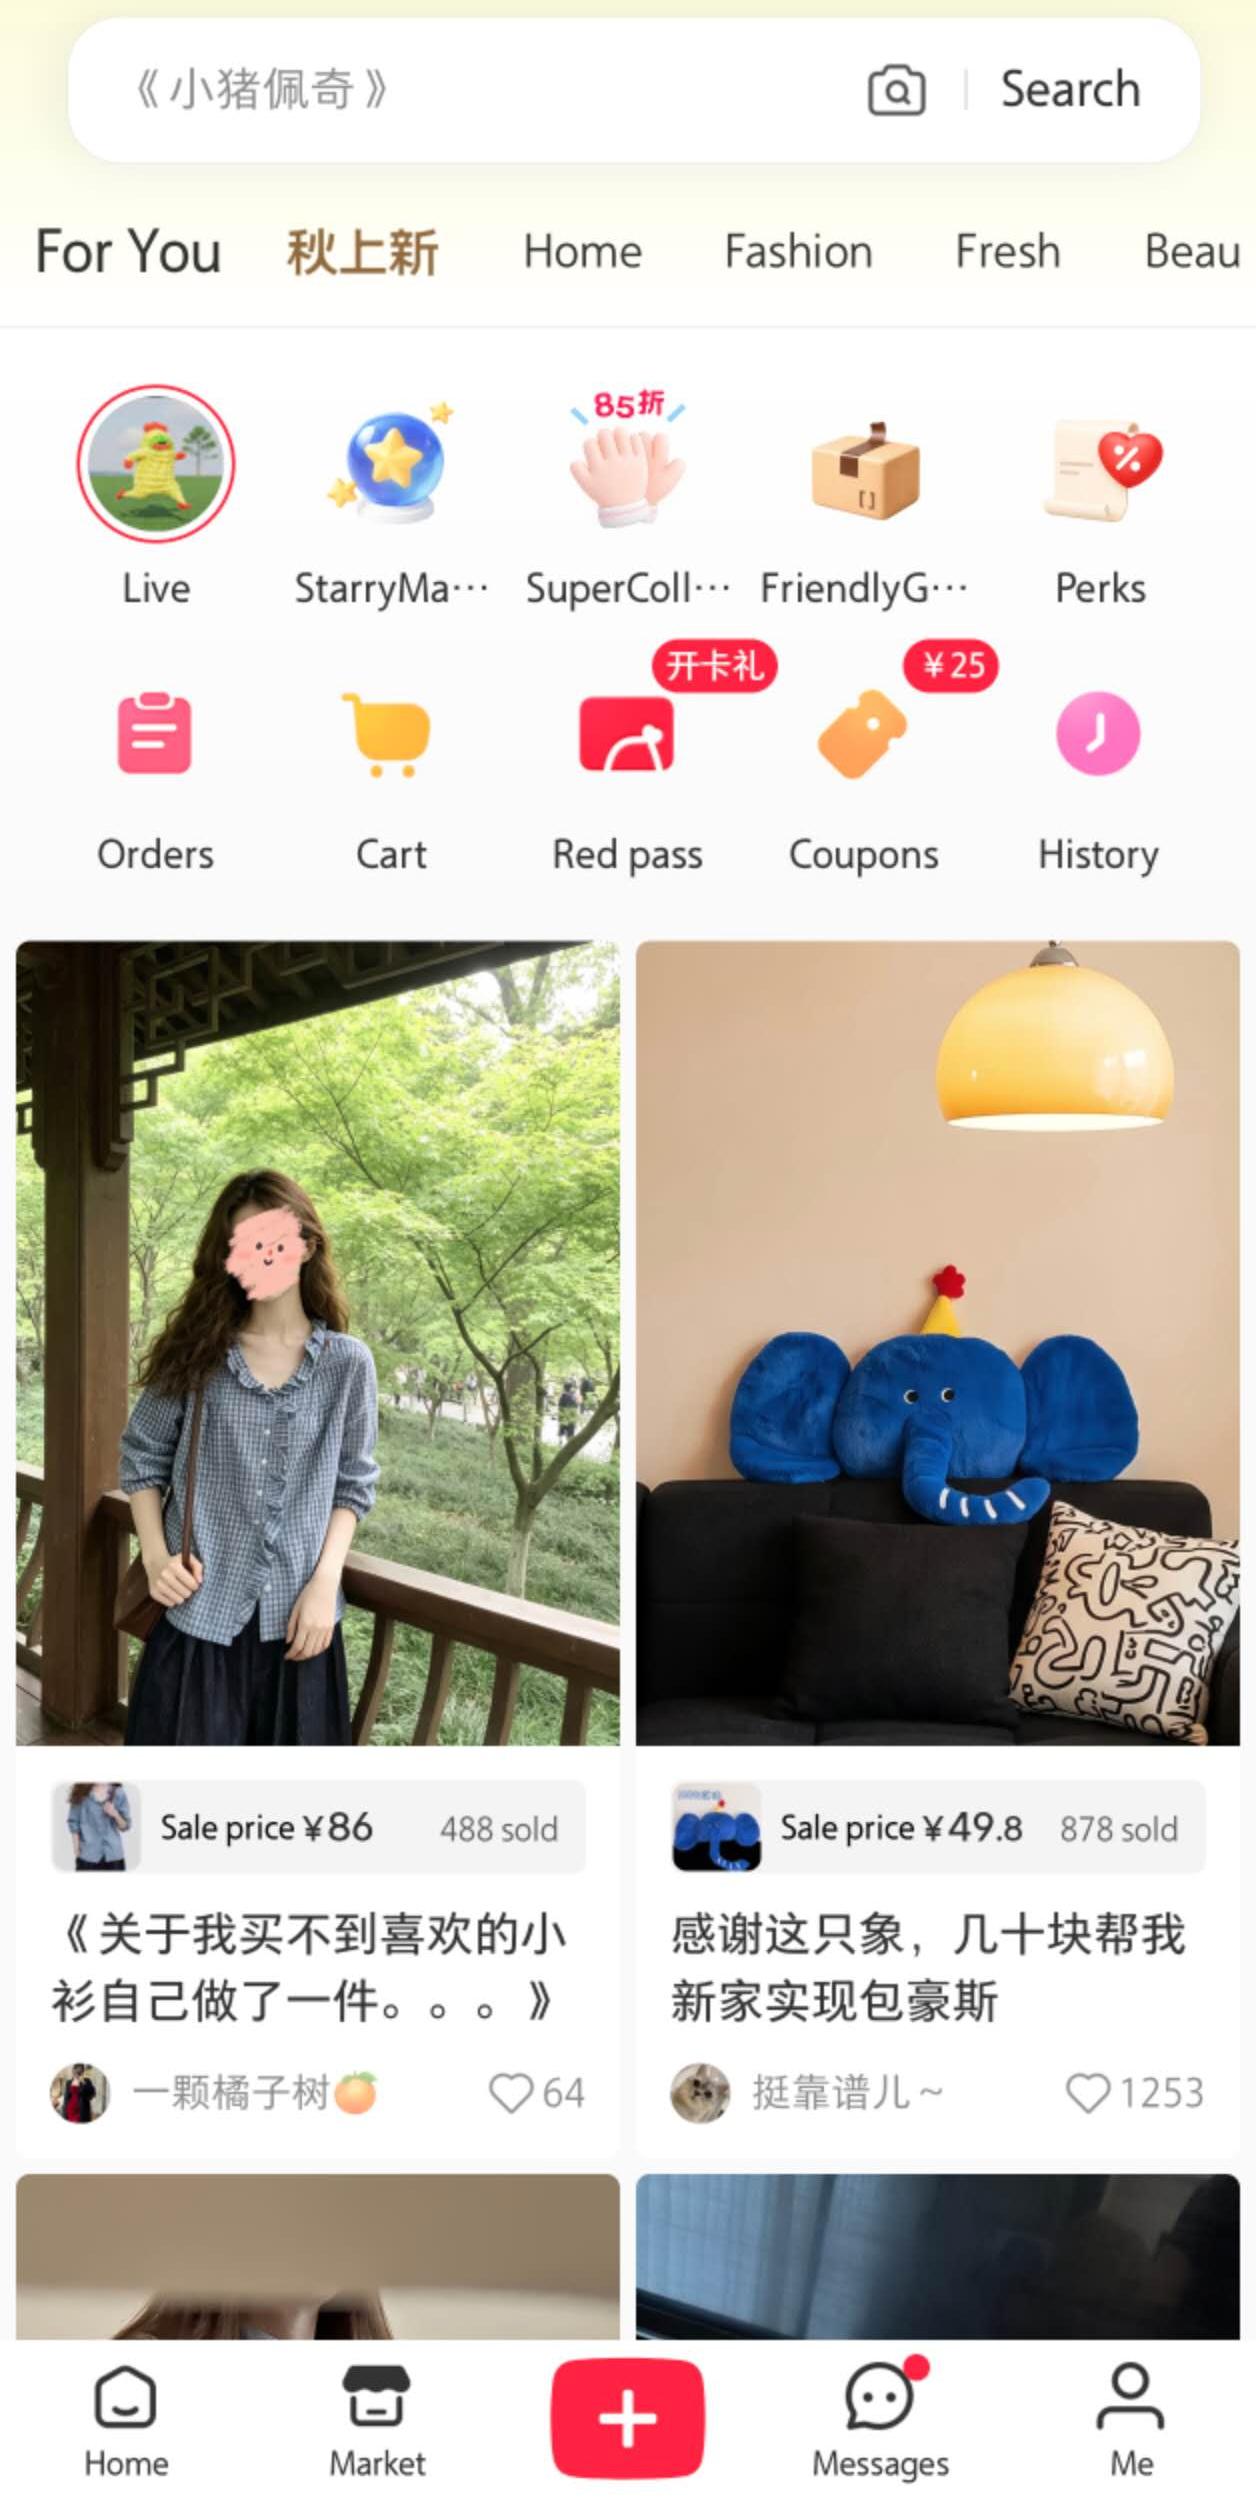 《小猪佩奇》
Search
For You 秋上新 Home Fashion Fresh Beau
85折
Live StarryMa··· SuperColl··· FriendlyG··· Perks
开卡礼 ¥25
Orders Cart Red pass Coupons History
Sale price ¥86 488 sold
《关于我买不到喜欢的小
衫自己做了一件。。。》
一颗橘子树🍊 64
Sale price ¥49.8 878 sold
感谢这只象，几十块帮我
新家实现包豪斯
挺靠谱儿~ 1253
Home Market Messages Me